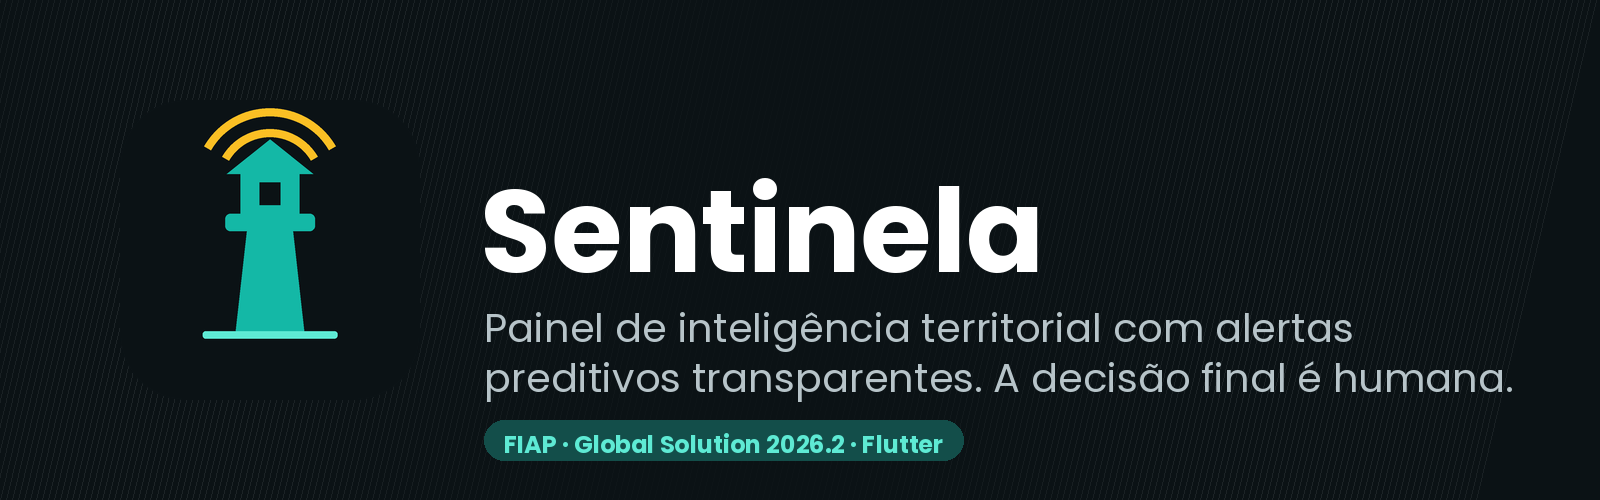 Sentinela
Painel de inteligência territorial com alertas
preditivos transparentes. A decisão final é humana.
FIAP · Global Solution 2026.2 · Flutter